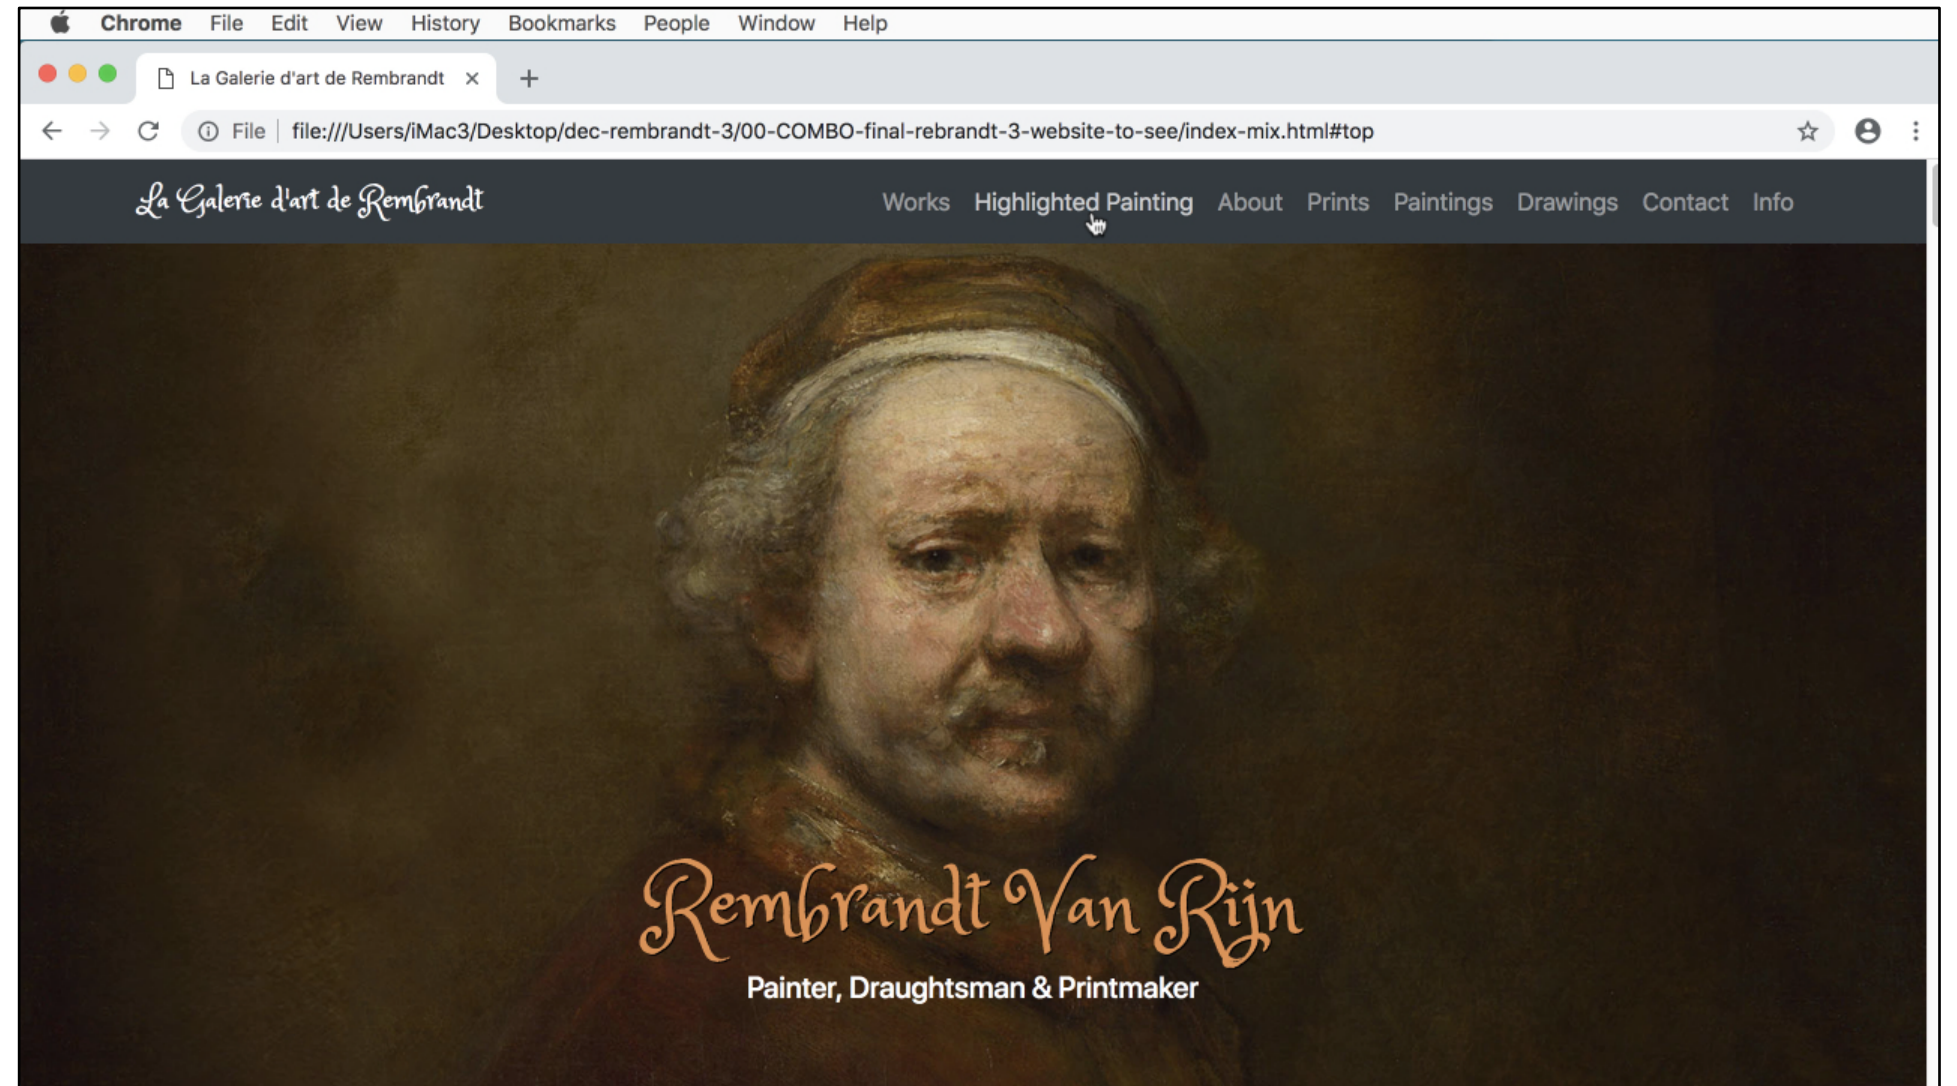 Chrome File Edit View History Bookmarks People Window Help
La Galerie d'art de Rembrandt
File file:///Users/iMac3/Desktop/dec-rembrandt-3/00-COMBO-final-rebrandt-3-website-to-see/index-mix.html#top
La Galerie d'art de Rembrandt Works Highlighted Painting About Prints Paintings Drawings Contact Info
Rembrandt Van Rijn
Painter, Draughtsman & Printmaker